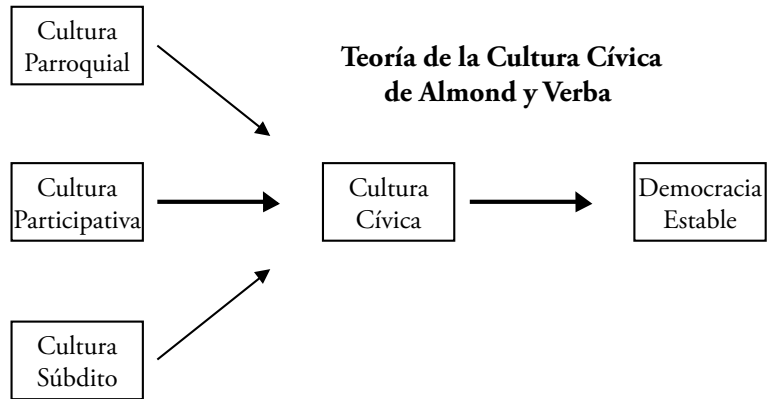 Cultura
Parroquial
Teoría de la Cultura Cívica
de Almond y Verba
Cultura
Participativa
Cultura
Cívica
Democracia
Estable
Cultura
Súbdito